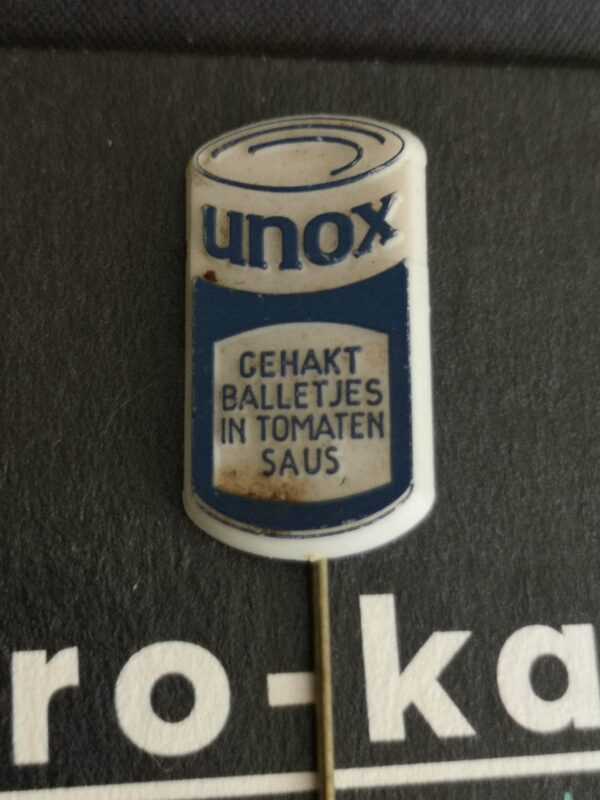 unox
GEHAKT
BALLETJES
IN TOMATEN
SAUS
ro-ka